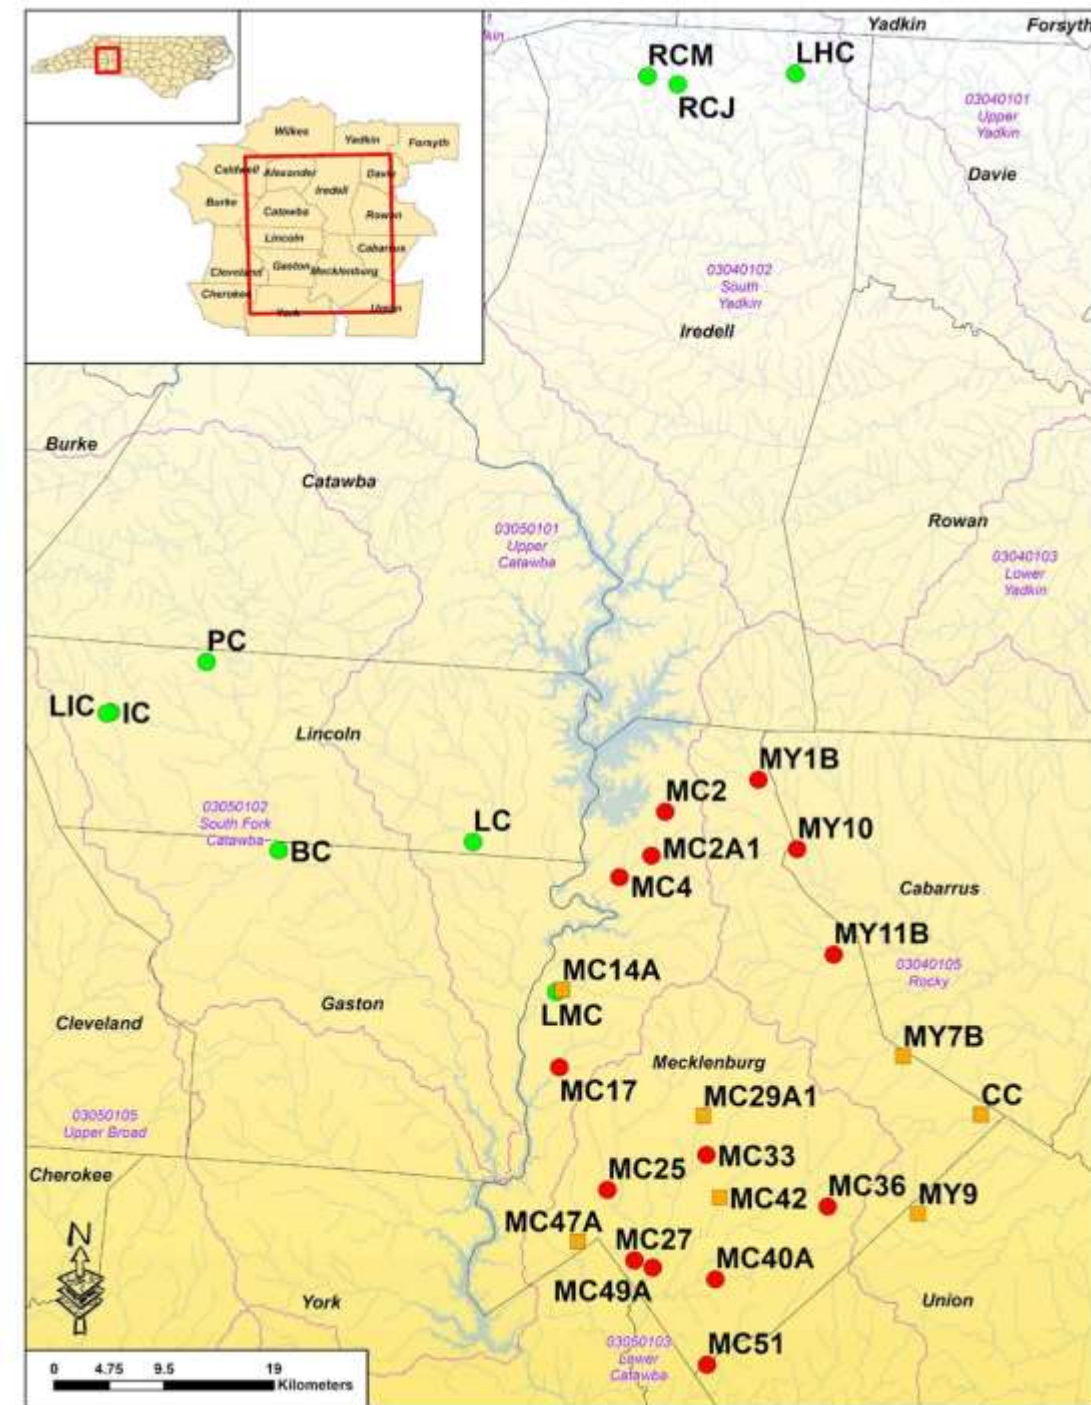 Yadkin
Forsyth
kin
RCM
LHC
RCJ
03040101
Upper
Yadkin
Davie
Wilkes
Yadkin
Forsyth
Caldwell
Alexander
Davie
Iredell
Burke
Catawba
Rowan
Lincoln
Cabarrus
Gaston
Mecklenburg
Cleveland
Cherokee
York
Union
03040102
South
Yadkin
Iredell
Burke
Catawba
03050101
Upper
Catawba
Rowan
03040103
Lower
Yadkin
PC
LIC
IC
Lincoln
MY1B
MC2
03050102
South Fork
Catawba
LC
MY10
BC
MC2A1
MC4
Cabarrus
MY11B
03040105
Rocky
MC14A
LMC
Gaston
Cleveland
MY7B
Mecklenburg
MC17
MC29A1
CC
03050105
Upper Broad
MC33
Cherokee
MC25
MC42
MC36
MY9
MC47A
MC27
MC40A
MC49A
N
York
Union
03050103
Lower
Catawba
MC51
0 4.75 9.5 19
Kilometers